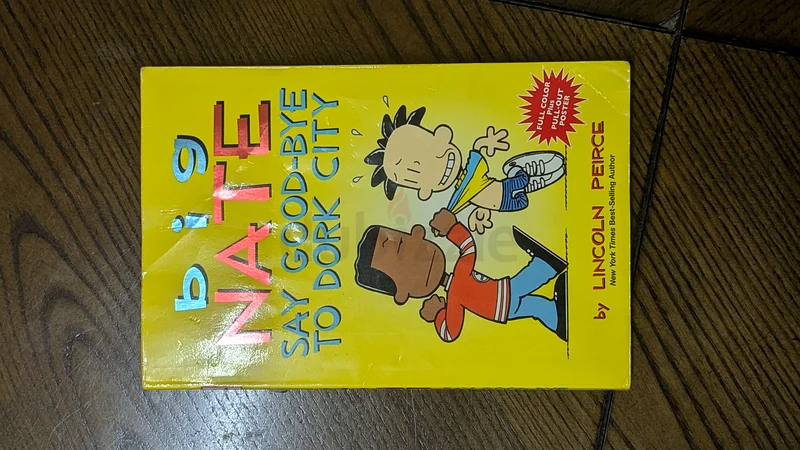 big
NATE
SAY GOOD-BYE
TO DORK CITY
FULL COLOR
Plus
PULL-OUT
POSTER
by LINCOLN PEIRCE
New York Times Best-Selling Author